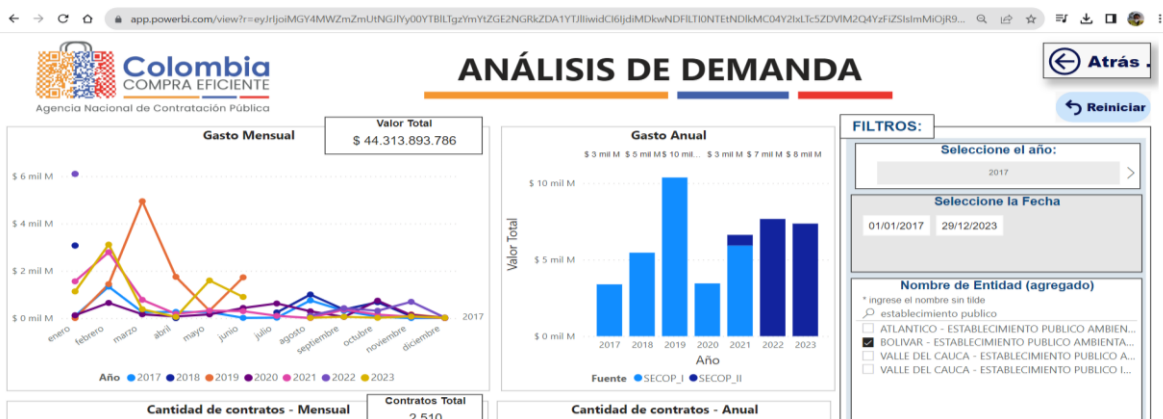 app.powerbi.com/view?r=
Colombia
COMPRA EFICIENTE
Agencia Nacional de Contratación Pública
ANÁLISIS DE DEMANDA
Atrás .
Reiniciar
Gasto Mensual
Valor Total
$ 44.313.893.786
$ 6 mil M
$ 4 mil M
$ 2 mil M
$ 0 mil M
enero
febrero
marzo
abril
mayo
junio
julio
agosto
septiembre
octubre
noviembre
diciembre
2017
Año 2017 2018 2019 2020 2021 2022 2023
Gasto Anual
$ 3 mil M $ 5 mil M $ 10 mil... $ 3 mil M $ 7 mil M $ 8 mil M
$ 10 mil M
$ 5 mil M
$ 0 mil M
Valor Total
2017 2018 2019 2020 2021 2022 2023
Año
Fuente SECOP_I SECOP_II
FILTROS:
Seleccione el año:
2017
Seleccione la Fecha
01/01/2017 29/12/2023
Nombre de Entidad (agregado)
* ingrese el nombre sin tilde
establecimiento publico
ATLANTICO - ESTABLECIMIENTO PUBLICO AMBIEN...
BOLIVAR - ESTABLECIMIENTO PUBLICO AMBIENTA...
VALLE DEL CAUCA - ESTABLECIMIENTO PUBLICO A...
VALLE DEL CAUCA - ESTABLECIMIENTO PUBLICO I...
Cantidad de contratos - Mensual
Contratos Total
2.510
Cantidad de contratos - Anual